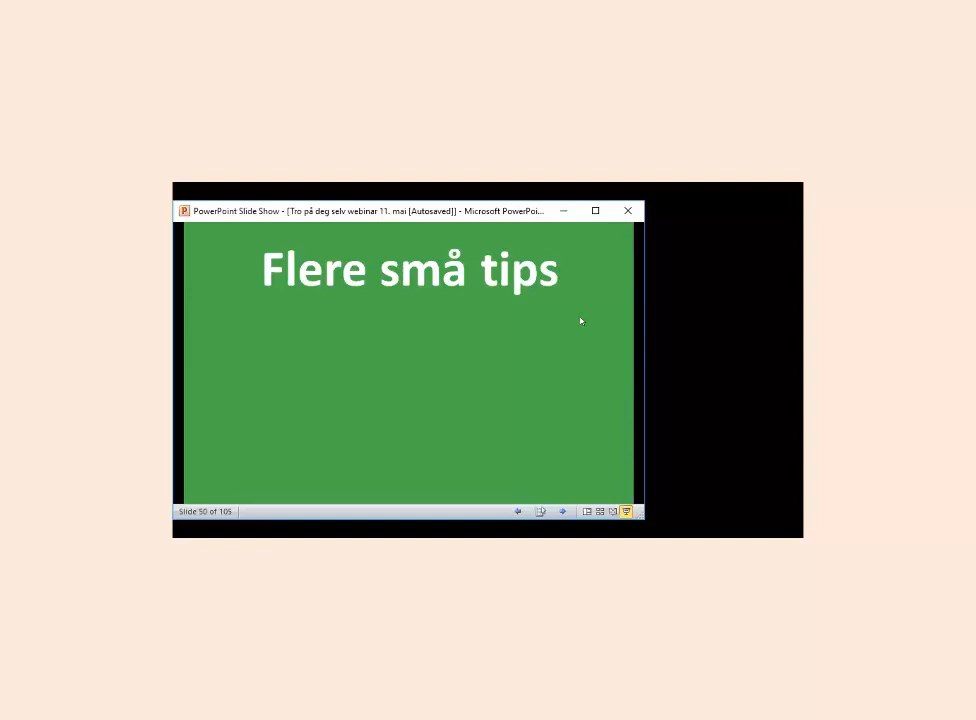 PowerPoint Slide Show - [Tro på deg selv webinar 11. mai [Autosaved]] - Microsoft PowerPoi...
Flere små tips
Slide 50 of 105